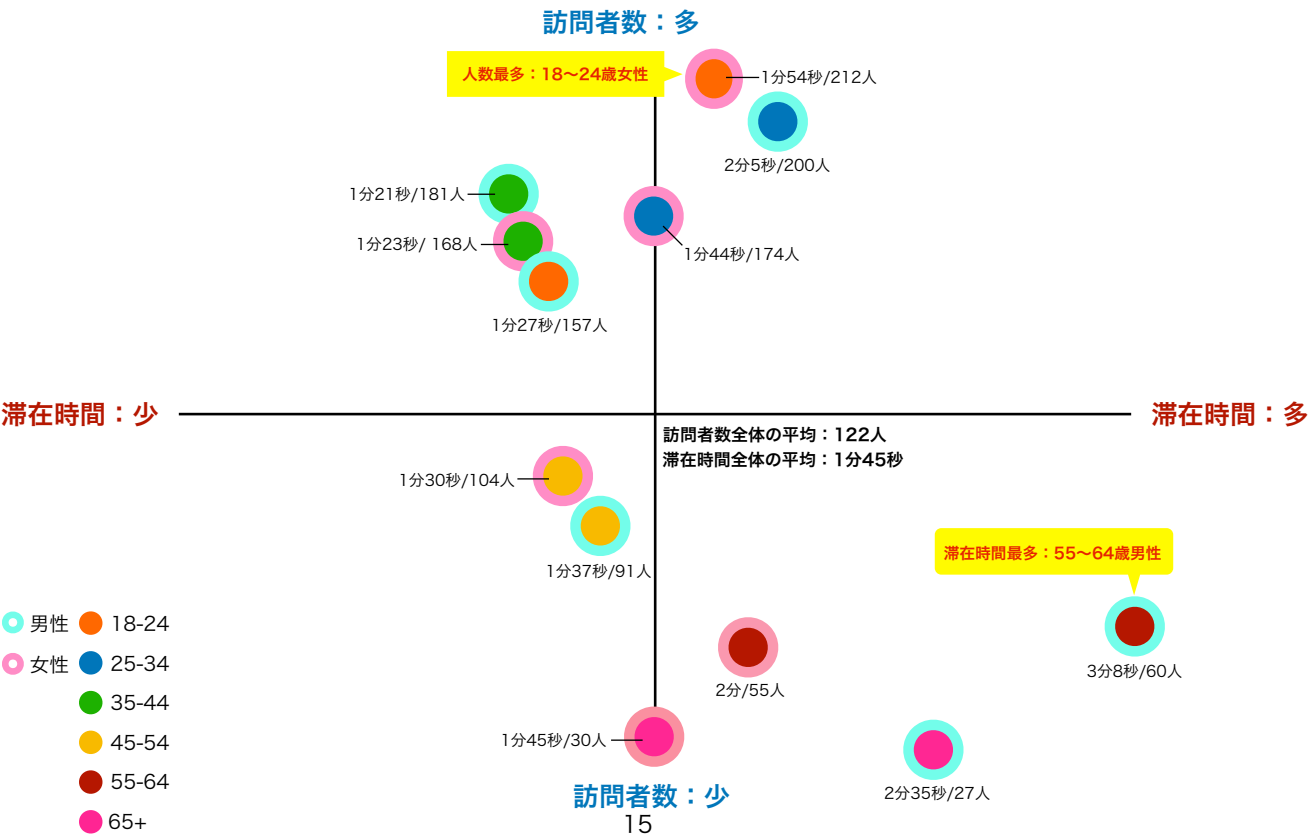 訪問者数：多
人数最多：18〜24歳女性
1分54秒/212人
2分5秒/200人
1分21秒/181人
1分23秒/ 168人
1分44秒/174人
1分27秒/157人
滞在時間：少
滞在時間：多
訪問者数全体の平均：122人
滞在時間全体の平均：1分45秒
1分30秒/104人
1分37秒/91人
滞在時間最多：55〜64歳男性
3分8秒/60人
2分/55人
1分45秒/30人
2分35秒/27人
訪問者数：少
15
男性
女性
18-24
25-34
35-44
45-54
55-64
65+